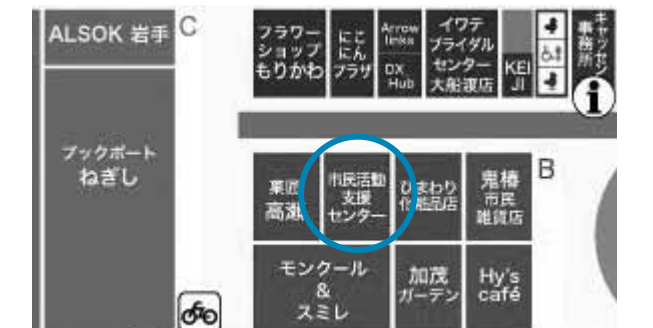 ALSOK 岩手
C
フラワー
ショップ
もりかわ
にこ
にん
プラザ
Arrow
links
DX
Hub
イワテ
ブライダル
センター
大船渡店
KEI
JI
キャッセン
事務所
i
ブックポート
ねぎし
菓匠
高瀬
市民活動
支援
センター
ひまわり
化粧品店
鬼椿
市民
雑貨店
B
モンクール
&
スミレ
加茂
ガーデン
Hy's
café